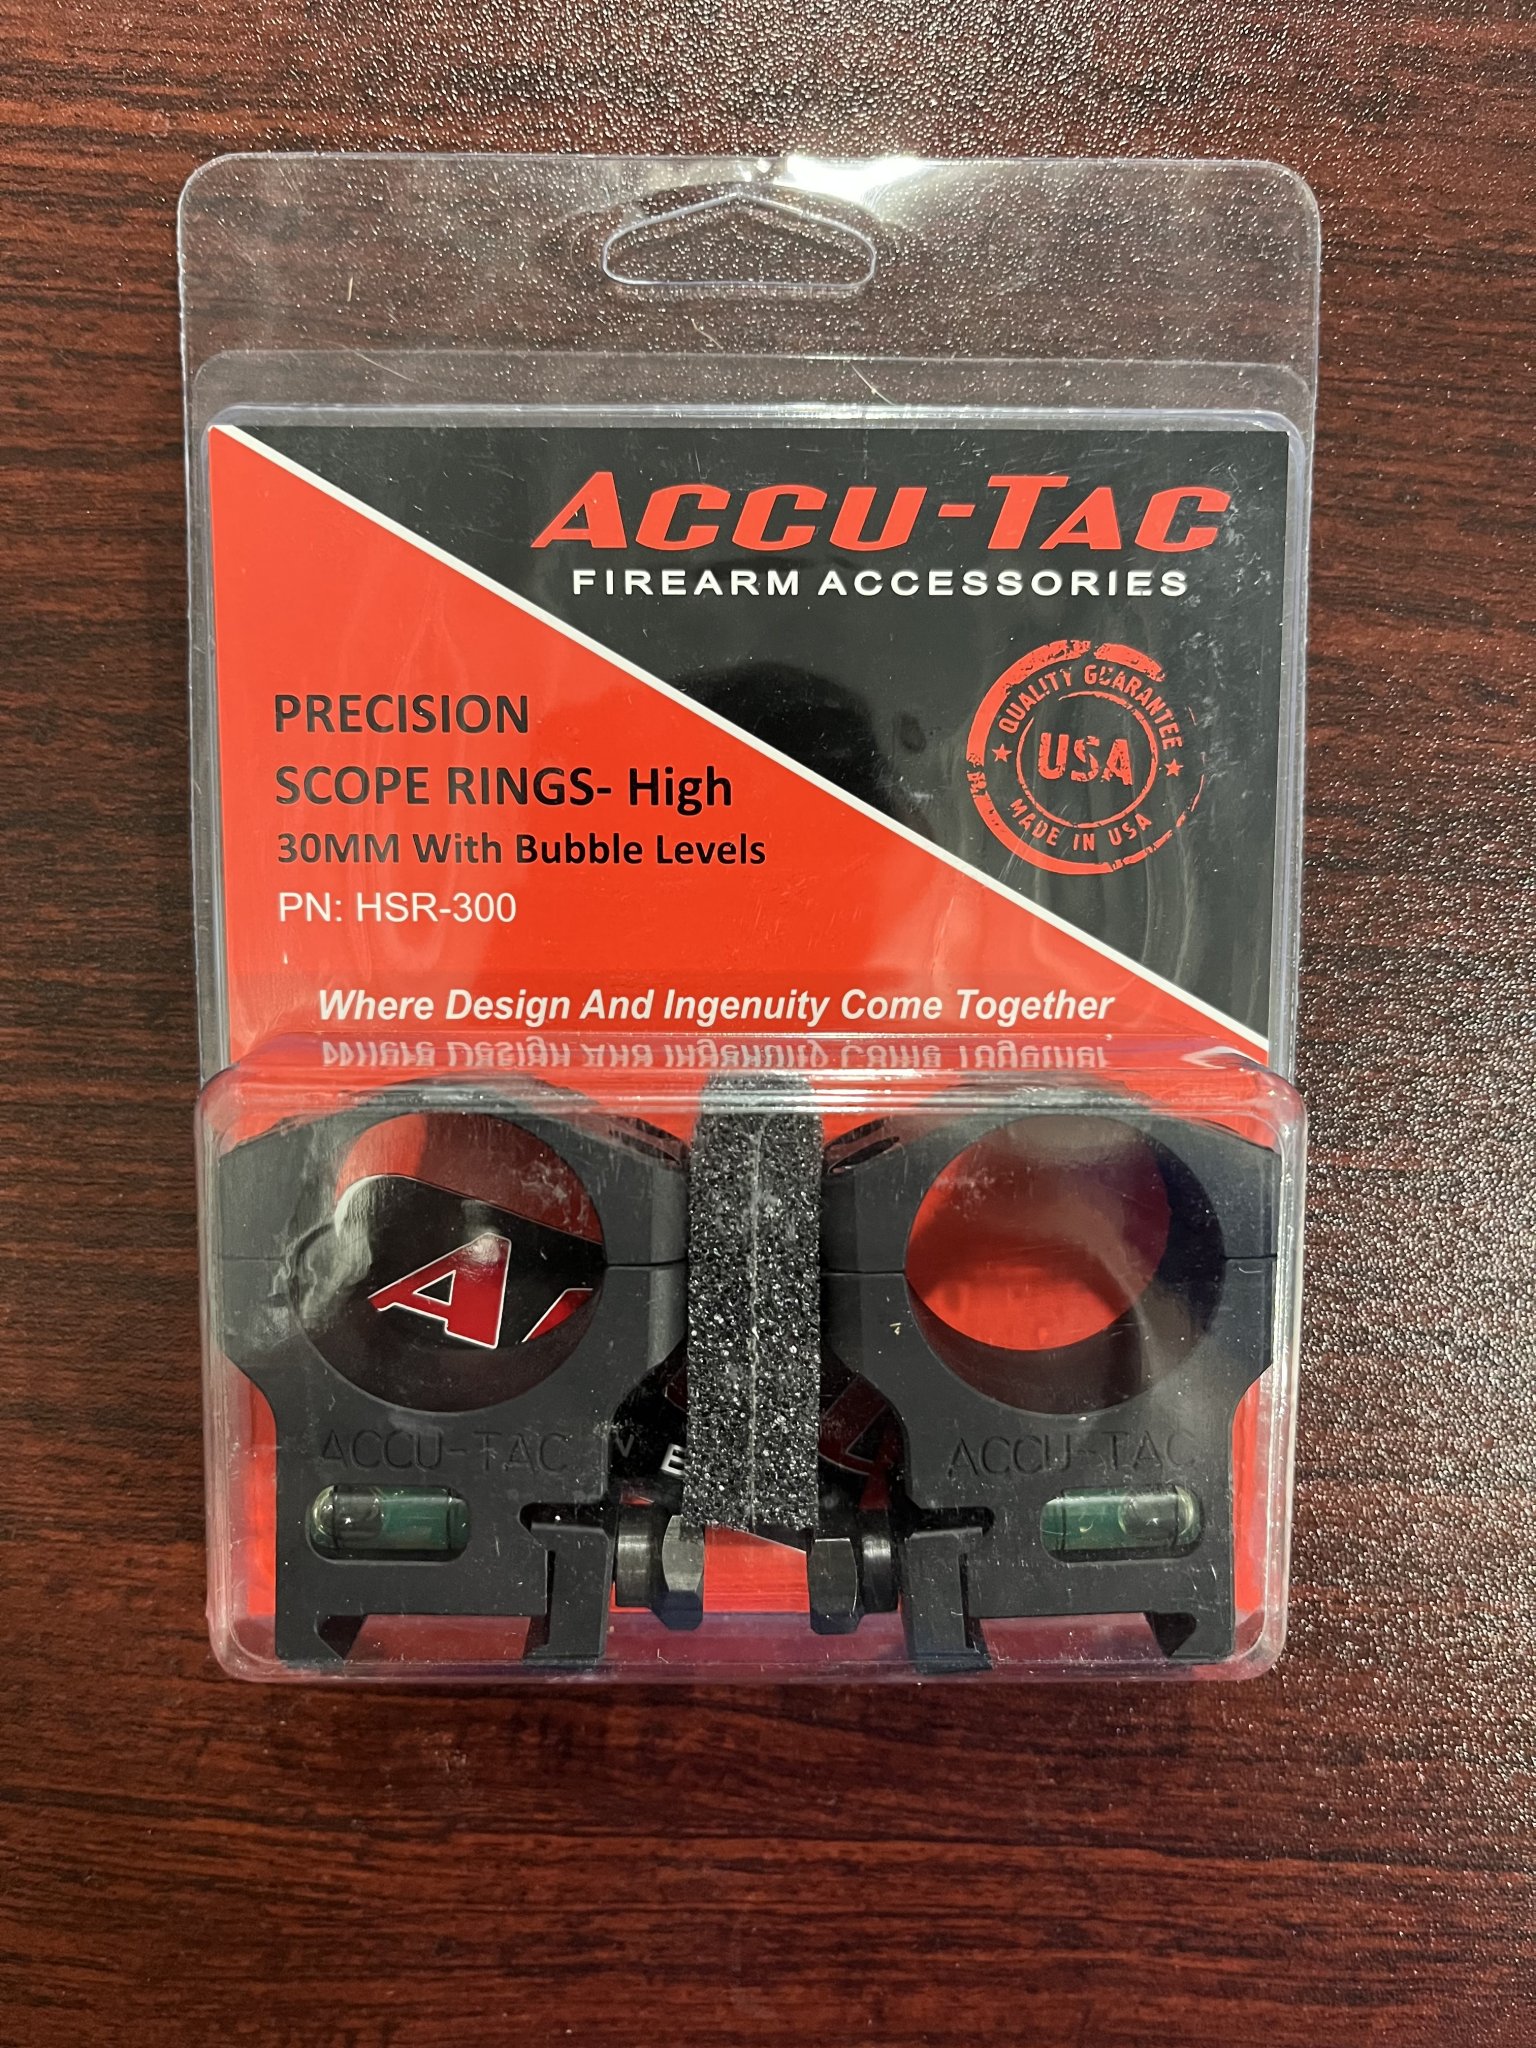 ACCU-TAC
FIREARM ACCESSORIES
QUALITY GUARANTEE
USA
MADE IN USA
PRECISION
SCOPE RINGS- High
30MM With Bubble Levels
PN: HSR-300
Where Design And Ingenuity Come Together
A
ACCU-TAC
E
ACCU-TAC